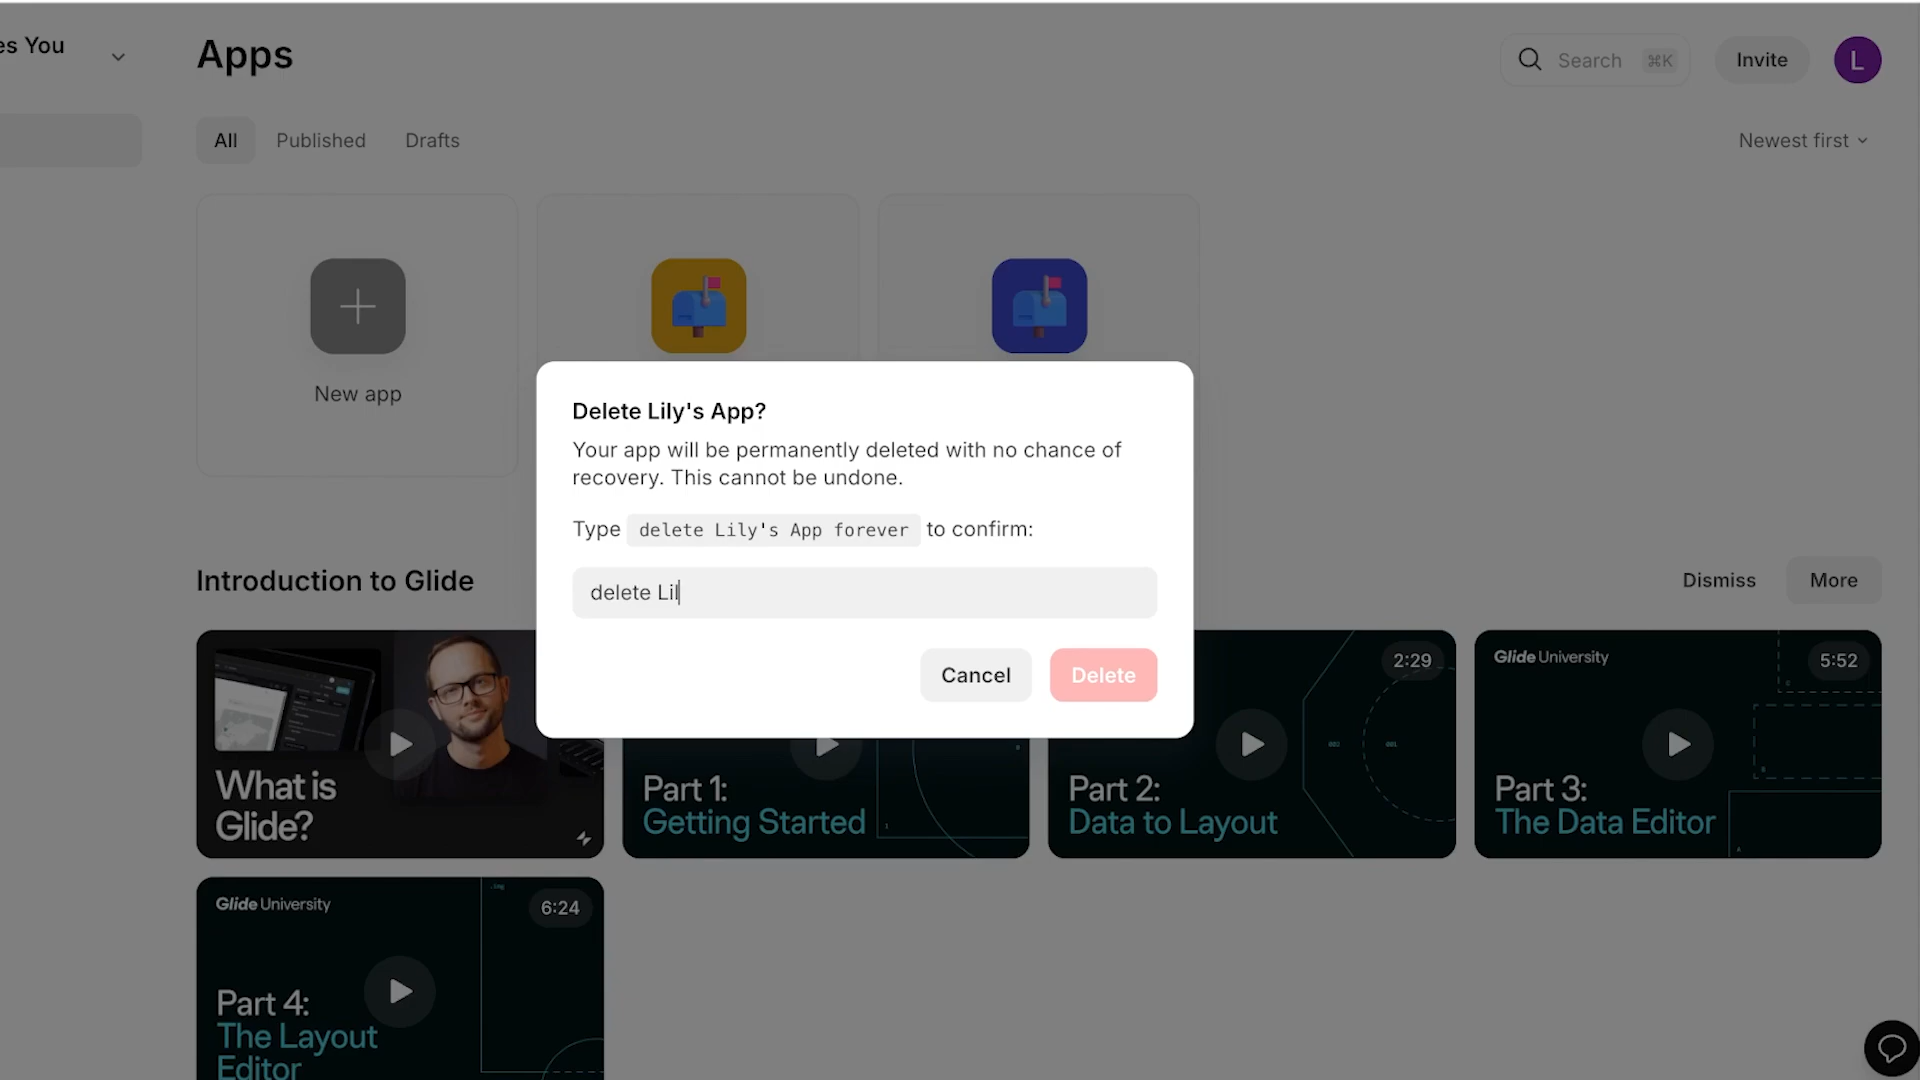 es You
Apps
Search ⌘K
Invite
L
All
Published
Drafts
Newest first
New app
Delete Lily's App?
Your app will be permanently deleted with no chance of
recovery. This cannot be undone.
Type delete Lily's App forever to confirm:
delete Lil
Cancel
Delete
Introduction to Glide
Dismiss
More
What is
Glide?
Part 1:
Getting Started
2:29
Part 2:
Data to Layout
Glide University
5:52
Part 3:
The Data Editor
Glide University
6:24
Part 4:
The Layout
Editor